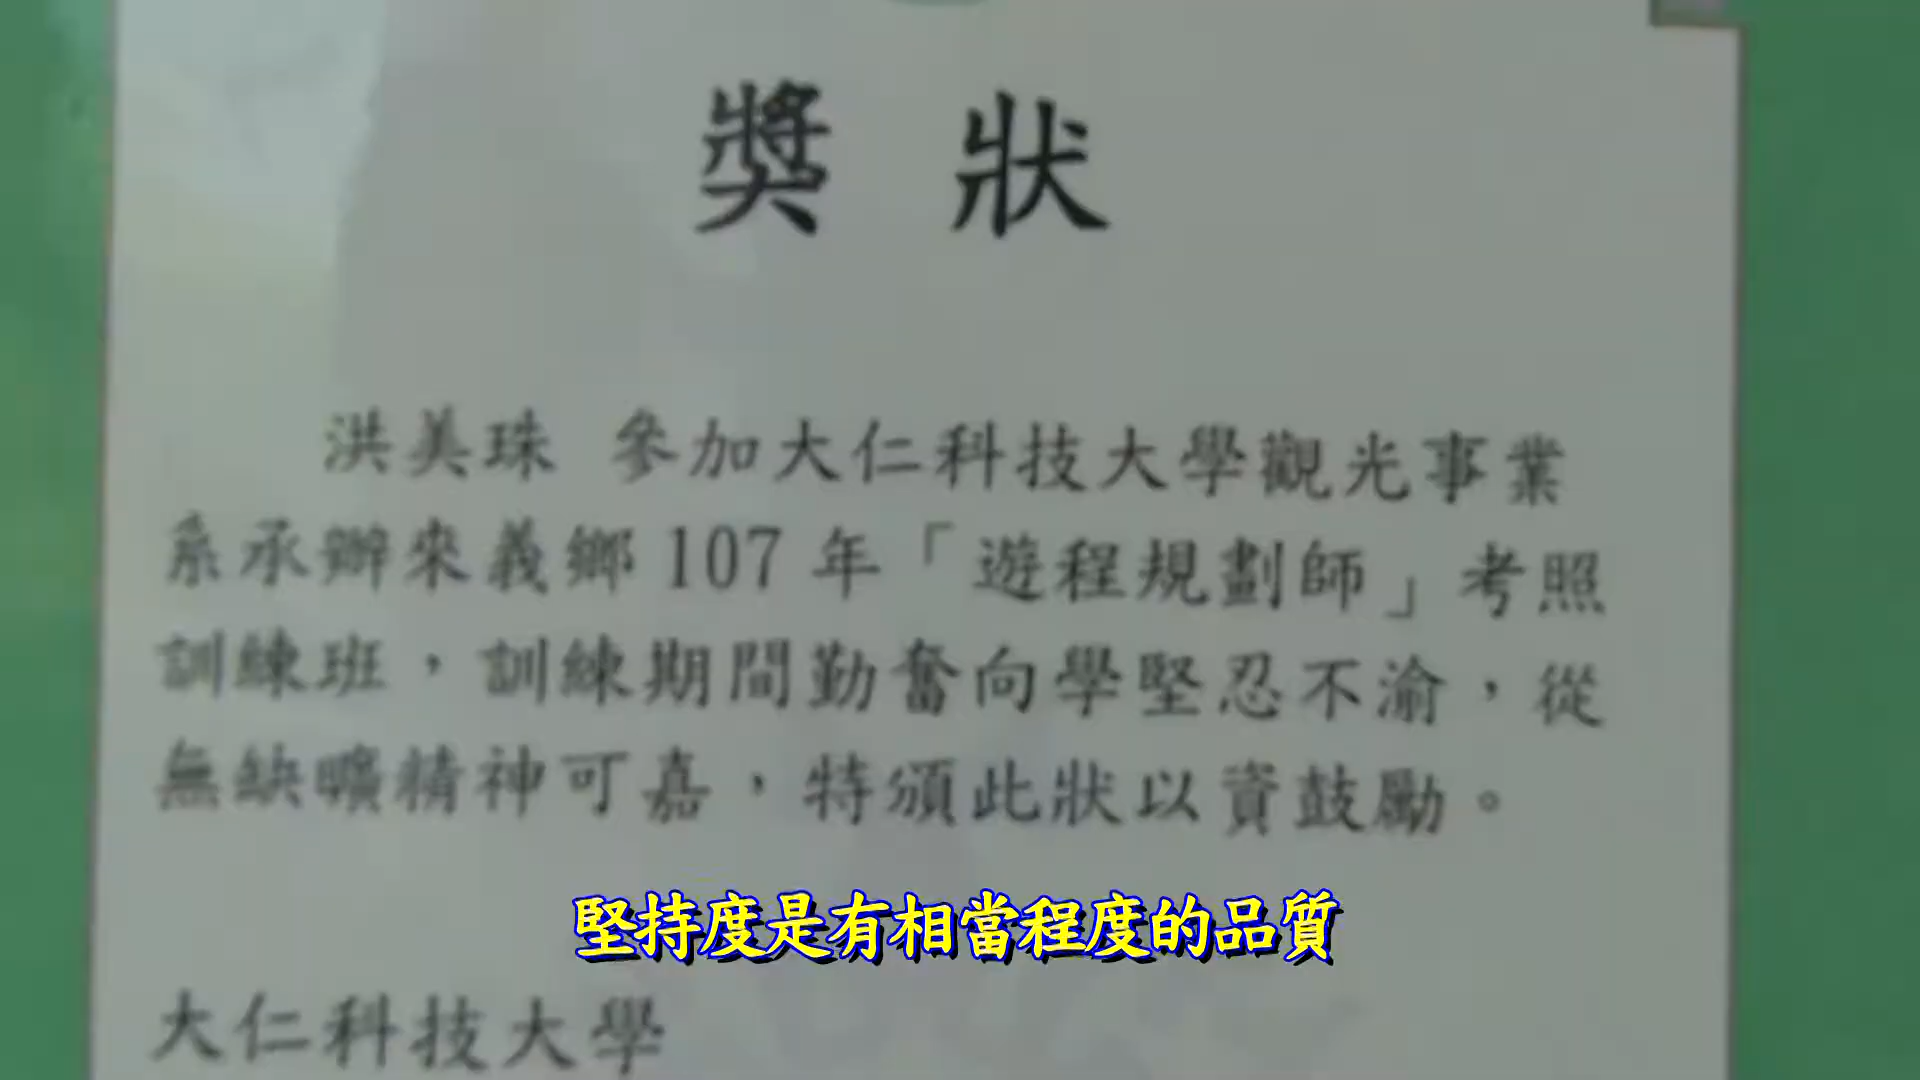 獎狀
洪美珠 參加大仁科技大學觀光事業
系承辦來義鄉107年「遊程規劃師」考照
訓練班，訓練期間勤奮向學堅忍不渝，從
無缺曠精神可嘉，特頒此狀以資鼓勵。
堅持度是有相當程度的品質
大仁科技大學